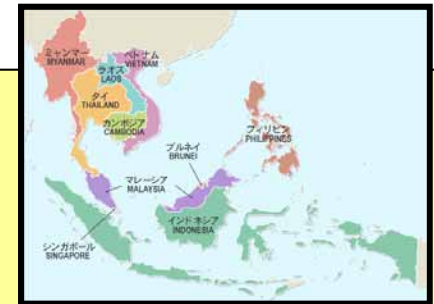 ミャンマー
MYANMAR
ベトナム
VIETNAM
ラオス
LAOS
タイ
THAILAND
カンボジア
CAMBODIA
フィリピン
PHILIPPINES
ブルネイ
BRUNEI
マレーシア
MALAYSIA
インドネシア
INDONESIA
シンガポール
SINGAPORE